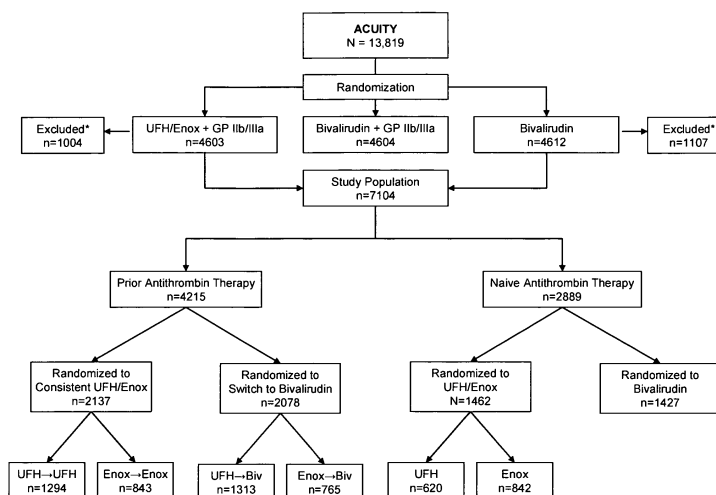 ACUITY
N = 13,819
Randomization
Excluded*
n=1004
UFH/Enox + GP IIb/IIIa
n=4603
Bivalirudin + GP IIb/IIIa
n=4604
Bivalirudin
n=4612
Excluded*
n=1107
Study Population
n=7104
Prior Antithrombin Therapy
n=4215
Naive Antithrombin Therapy
n=2889
Randomized to
Consistent UFH/Enox
n=2137
Randomized to
Switch to Bivalirudin
n=2078
Randomized to
UFH/Enox
N=1462
Randomized to
Bivalirudin
n=1427
UFH→UFH
n=1294
Enox→Enox
n=843
UFH→Biv
n=1313
Enox→Biv
n=765
UFH
n=620
Enox
n=842